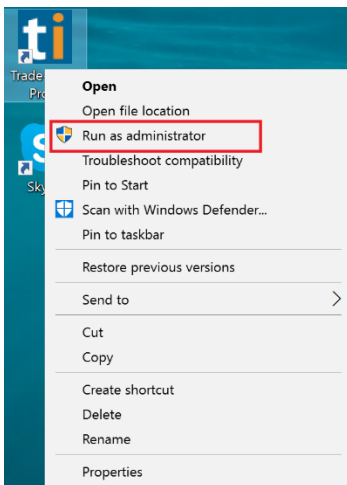 ti
Trade
Pro
Sky
Open
Open file location
Run as administrator
Troubleshoot compatibility
Pin to Start
Scan with Windows Defender...
Pin to taskbar
Restore previous versions
Send to
Cut
Copy
Create shortcut
Delete
Rename
Properties